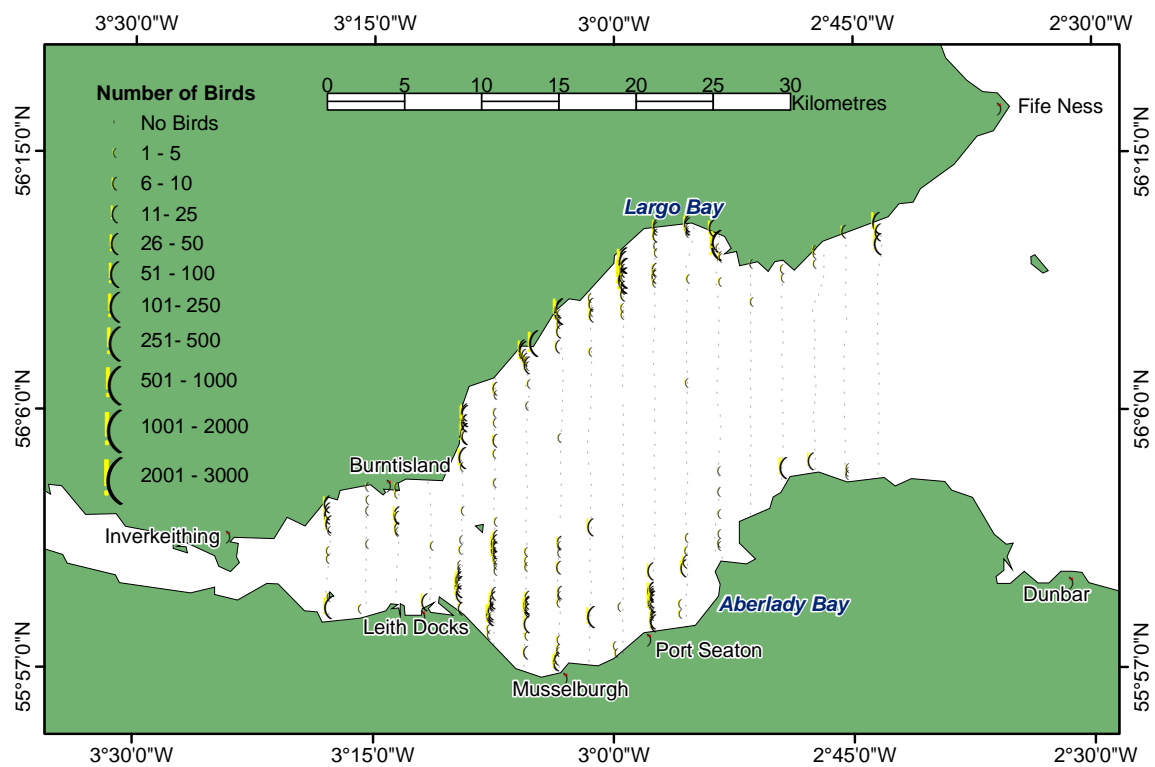 3°30'0"W 3°15'0"W 3°0'0"W 2°45'0"W 2°30'0"W
Number of Birds
No Birds
1 - 5
6 - 10
11- 25
26 - 50
51 - 100
101- 250
251- 500
501 - 1000
1001 - 2000
2001 - 3000
0 5 10 15 20 25 30
Kilometres
Fife Ness
56°15'0"N 56°15'0"N
Largo Bay
56°6'0"N 56°6'0"N
Burntisland
Inverkeithing
Dunbar
Aberlady Bay
Leith Docks
Port Seaton
55°57'0"N 55°57'0"N
Musselburgh
3°30'0"W 3°15'0"W 3°0'0"W 2°45'0"W 2°30'0"W